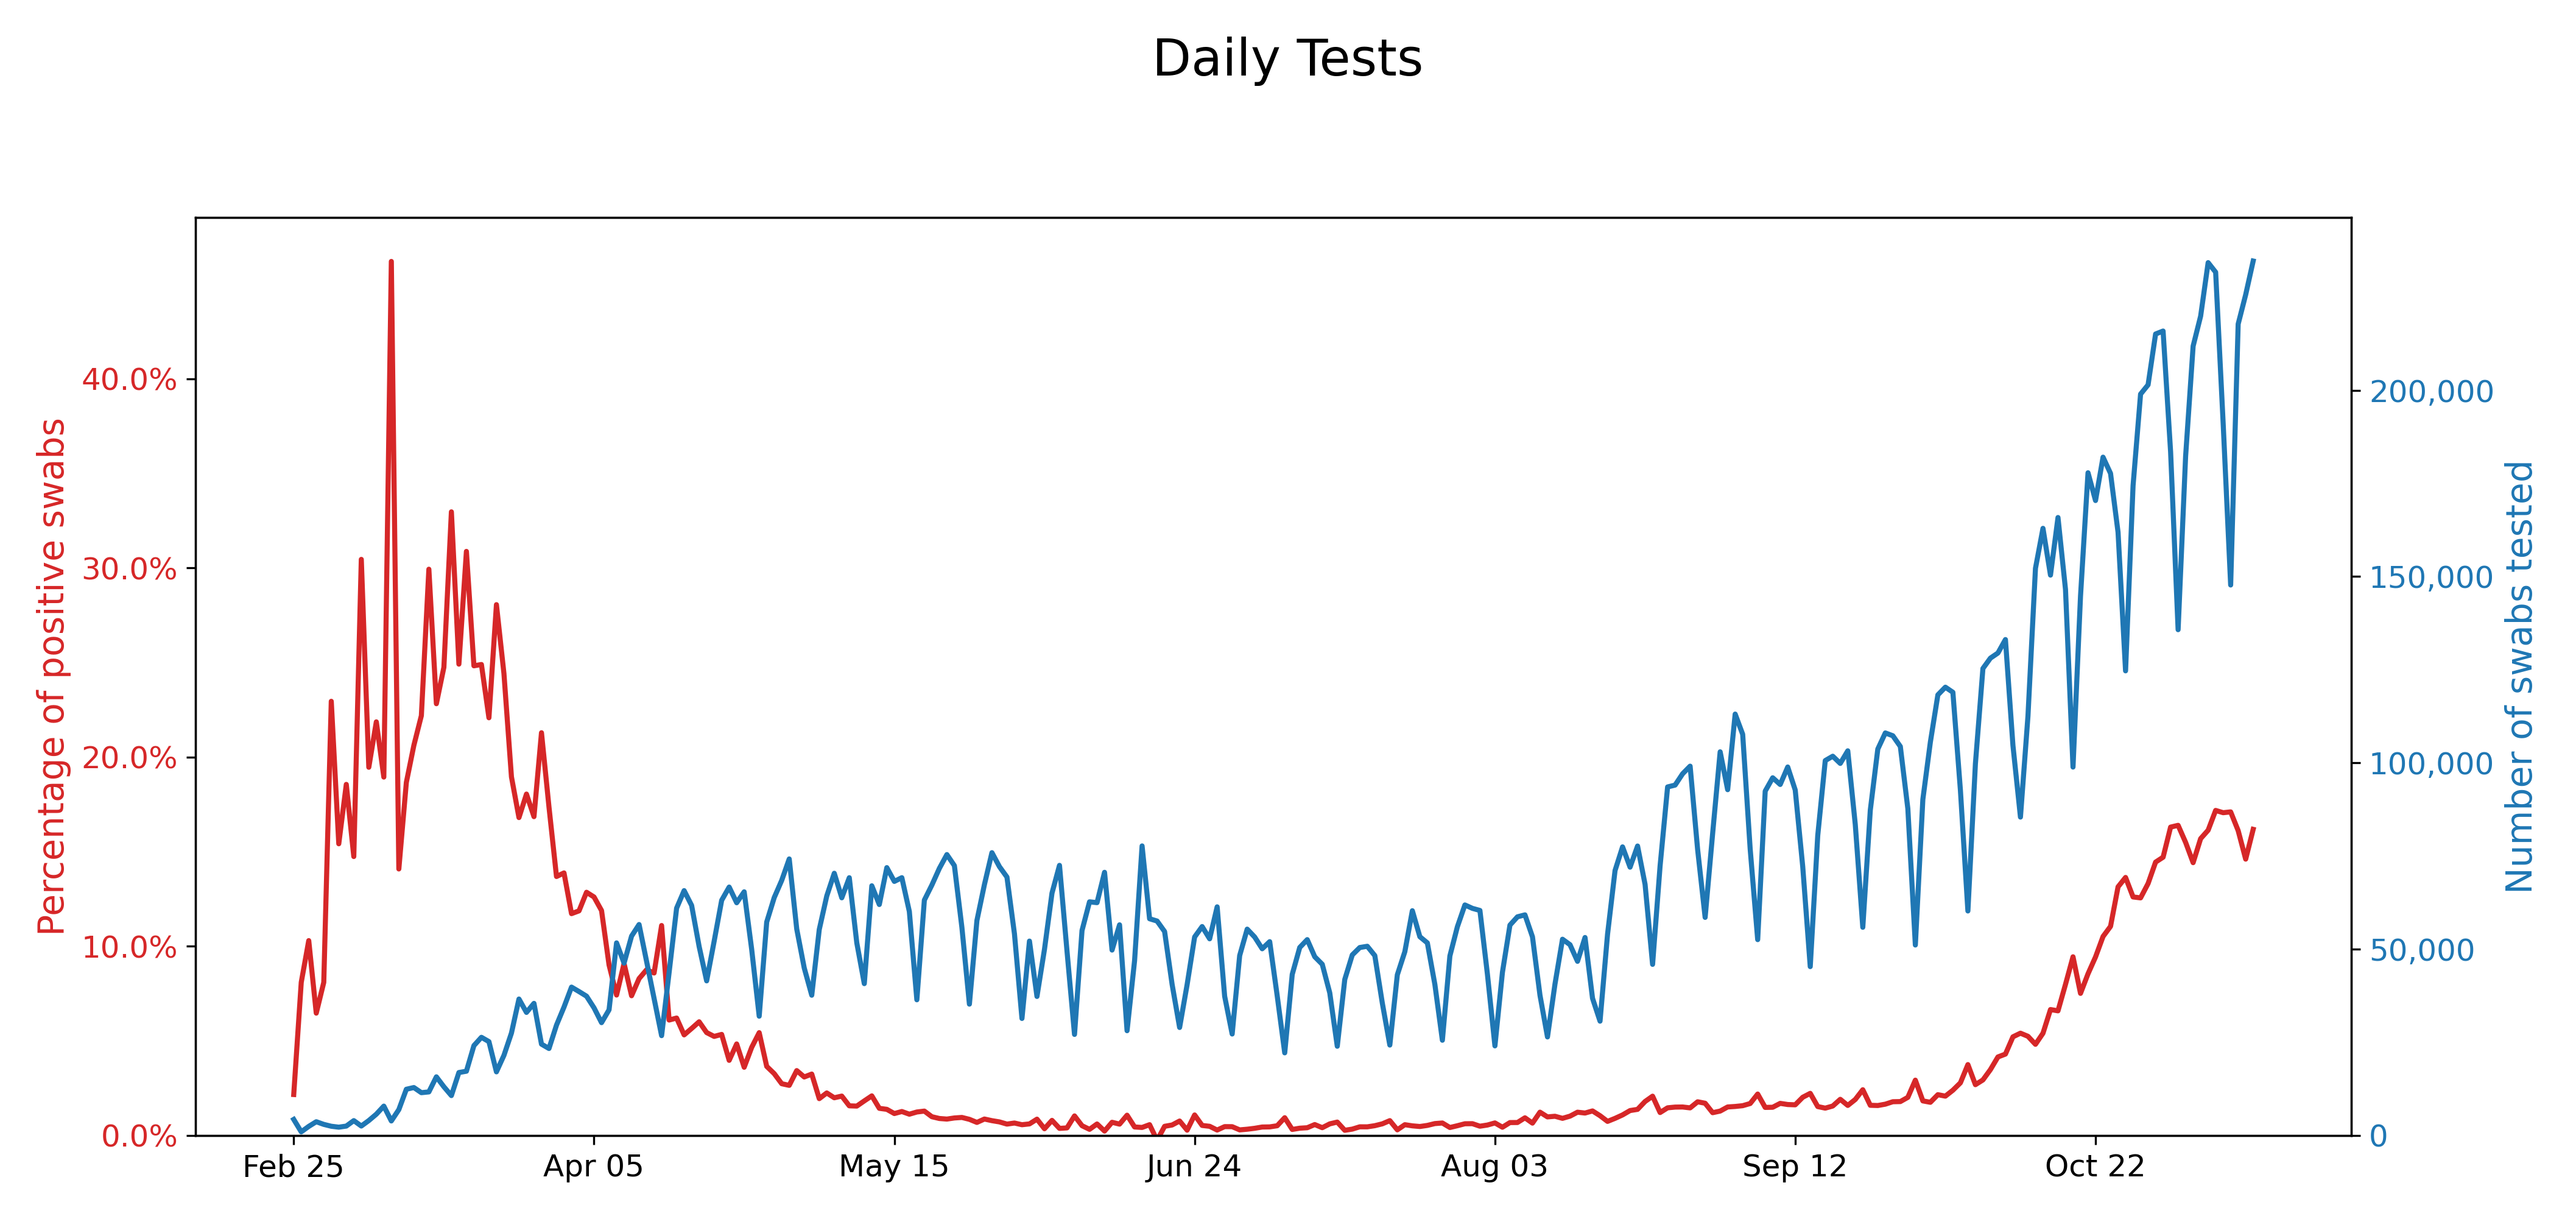 Daily Tests
Percentage of positive swabs
40.0%
30.0%
20.0%
10.0%
0.0%
200,000
150,000
100,000
50,000
0
Number of swabs tested
Feb 25
Apr 05
May 15
Jun 24
Aug 03
Sep 12
Oct 22